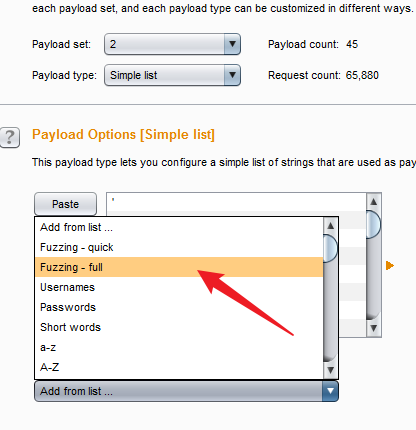 each payload set, and each payload type can be customized in different ways.
Payload set: 2 Payload count: 45
Payload type: Simple list Request count: 65,880
? Payload Options [Simple list]
This payload type lets you configure a simple list of strings that are used as pay
Paste '
Add from list ...
Fuzzing - quick
Fuzzing - full
Usernames
Passwords
Short words
a-z
A-Z
Add from list ...